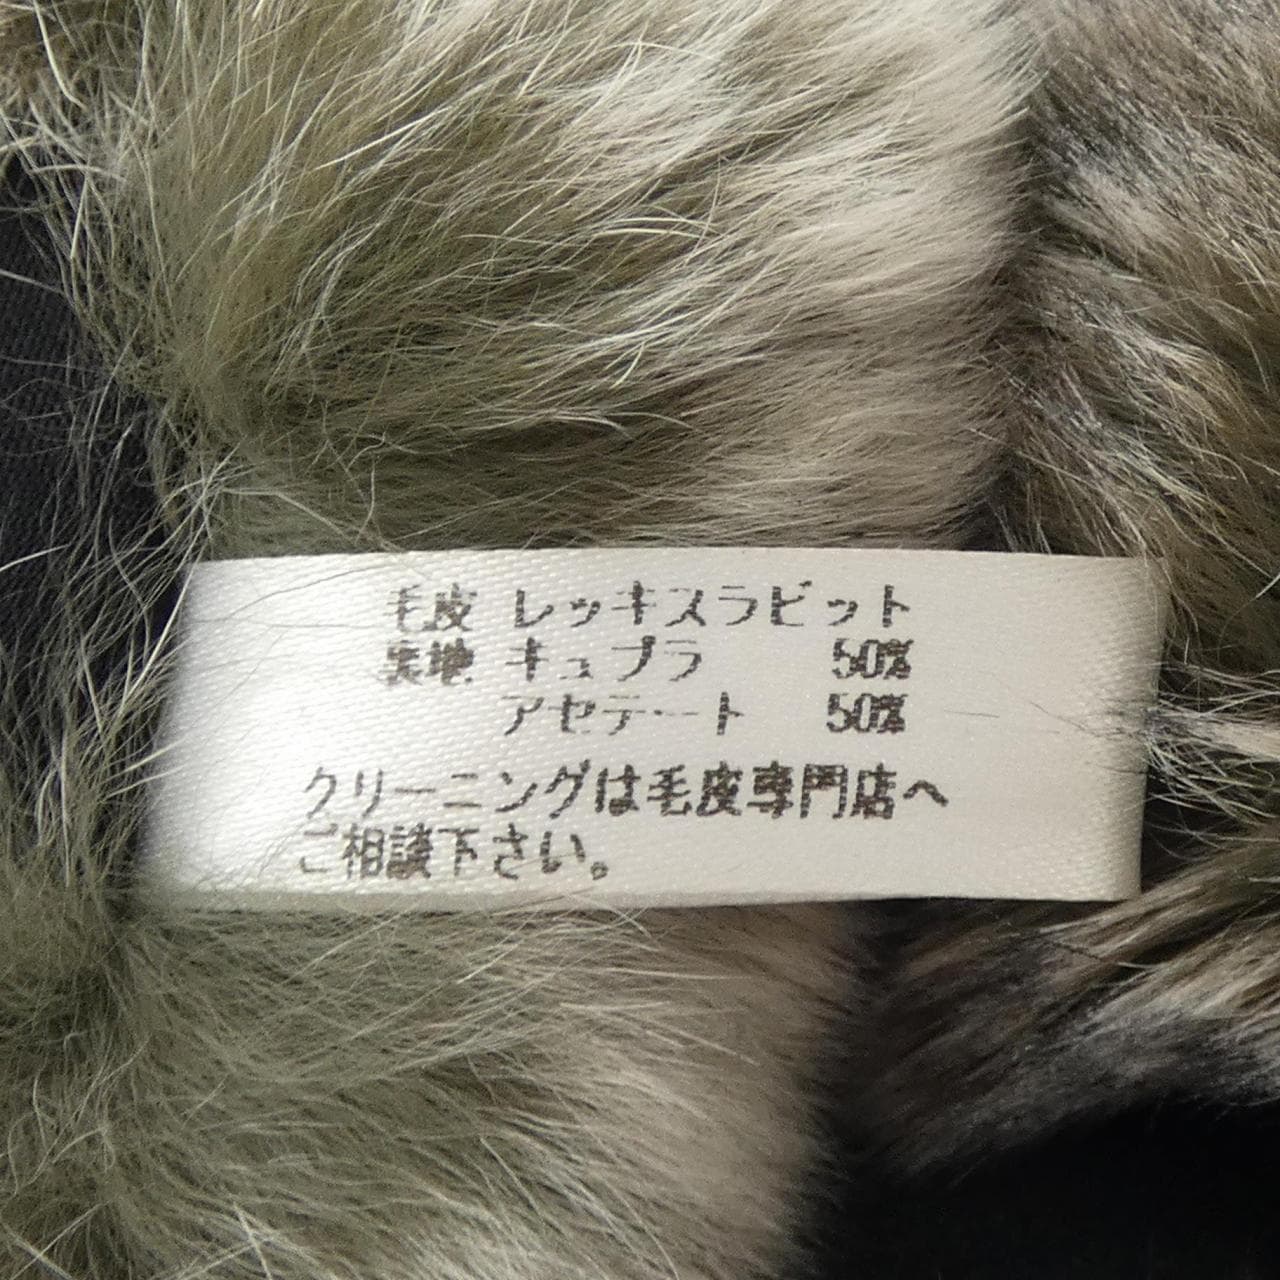 毛皮 レッキスラビット
裏地 キュプラ 50%
アセテート 50%
クリーニングは毛皮専門店へ
ご相談下さい。